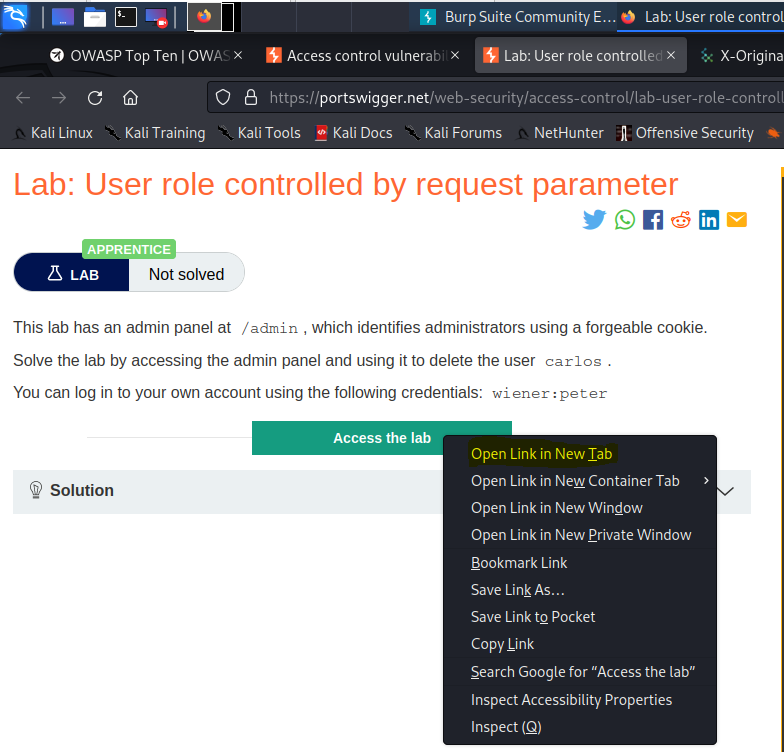 Burp Suite Community E...
Lab: User role control
OWASP Top Ten | OWAS
Access control vulnerabil
Lab: User role controlled
X-Origina
https://portswigger.net/web-security/access-control/lab-user-role-controll
Kali Linux
Kali Training
Kali Tools
Kali Docs
Kali Forums
NetHunter
Offensive Security
Lab: User role controlled by request parameter
APPRENTICE
LAB
Not solved
This lab has an admin panel at /admin , which identifies administrators using a forgeable cookie.
Solve the lab by accessing the admin panel and using it to delete the user carlos .
You can log in to your own account using the following credentials: wiener:peter
Access the lab
Solution
Open Link in New Tab
Open Link in New Container Tab
Open Link in New Window
Open Link in New Private Window
Bookmark Link
Save Link As…
Save Link to Pocket
Copy Link
Search Google for “Access the lab”
Inspect Accessibility Properties
Inspect (Q)